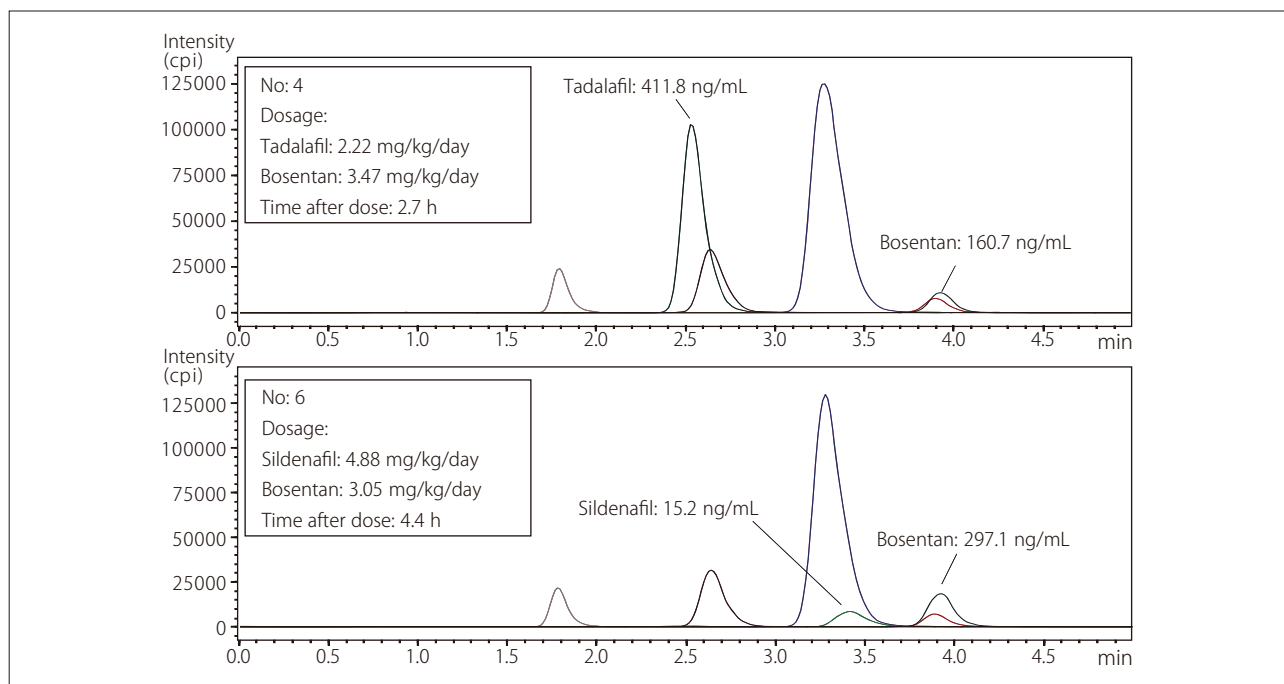 Intensity
(cpi)
125000
100000
75000
50000
25000
0
No: 4
Dosage:
Tadalafil: 2.22 mg/kg/day
Bosentan: 3.47 mg/kg/day
Time after dose: 2.7 h
Tadalafil: 411.8 ng/mL
Bosentan: 160.7 ng/mL
0.0 0.5 1.0 1.5 2.0 2.5 3.0 3.5 4.0 4.5 min
Intensity
(cpi)
125000
100000
75000
50000
25000
0
No: 6
Dosage:
Sildenafil: 4.88 mg/kg/day
Bosentan: 3.05 mg/kg/day
Time after dose: 4.4 h
Sildenafil: 15.2 ng/mL
Bosentan: 297.1 ng/mL
0.0 0.5 1.0 1.5 2.0 2.5 3.0 3.5 4.0 4.5 min